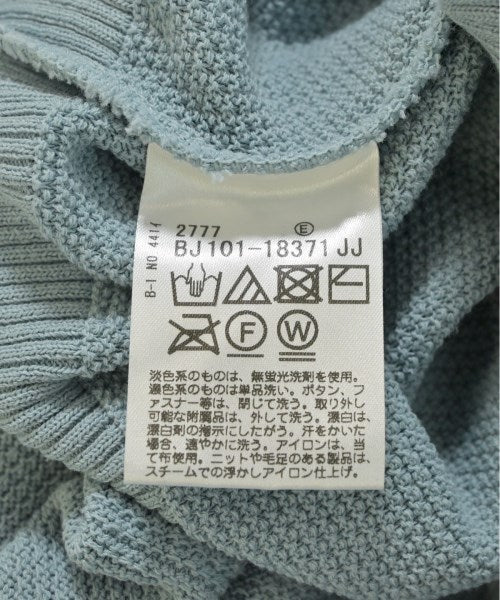 2777 Ⓔ
BJ101-18371 JJ
B-I NO 4414
F W
淡色系のものは、無蛍光洗剤を使用。
濃色系のものは単品洗い。ボタン、フ
ァスナー等は、閉じて洗う。取り外し
可能な附属品は、外して洗う。漂白は、
漂白剤の指示にしたがう。汗をかいた
場合、速やかに洗う。アイロンは、当
て布使用。ニットや毛足のある製品は、
スチームでの浮かしアイロン仕上げ。